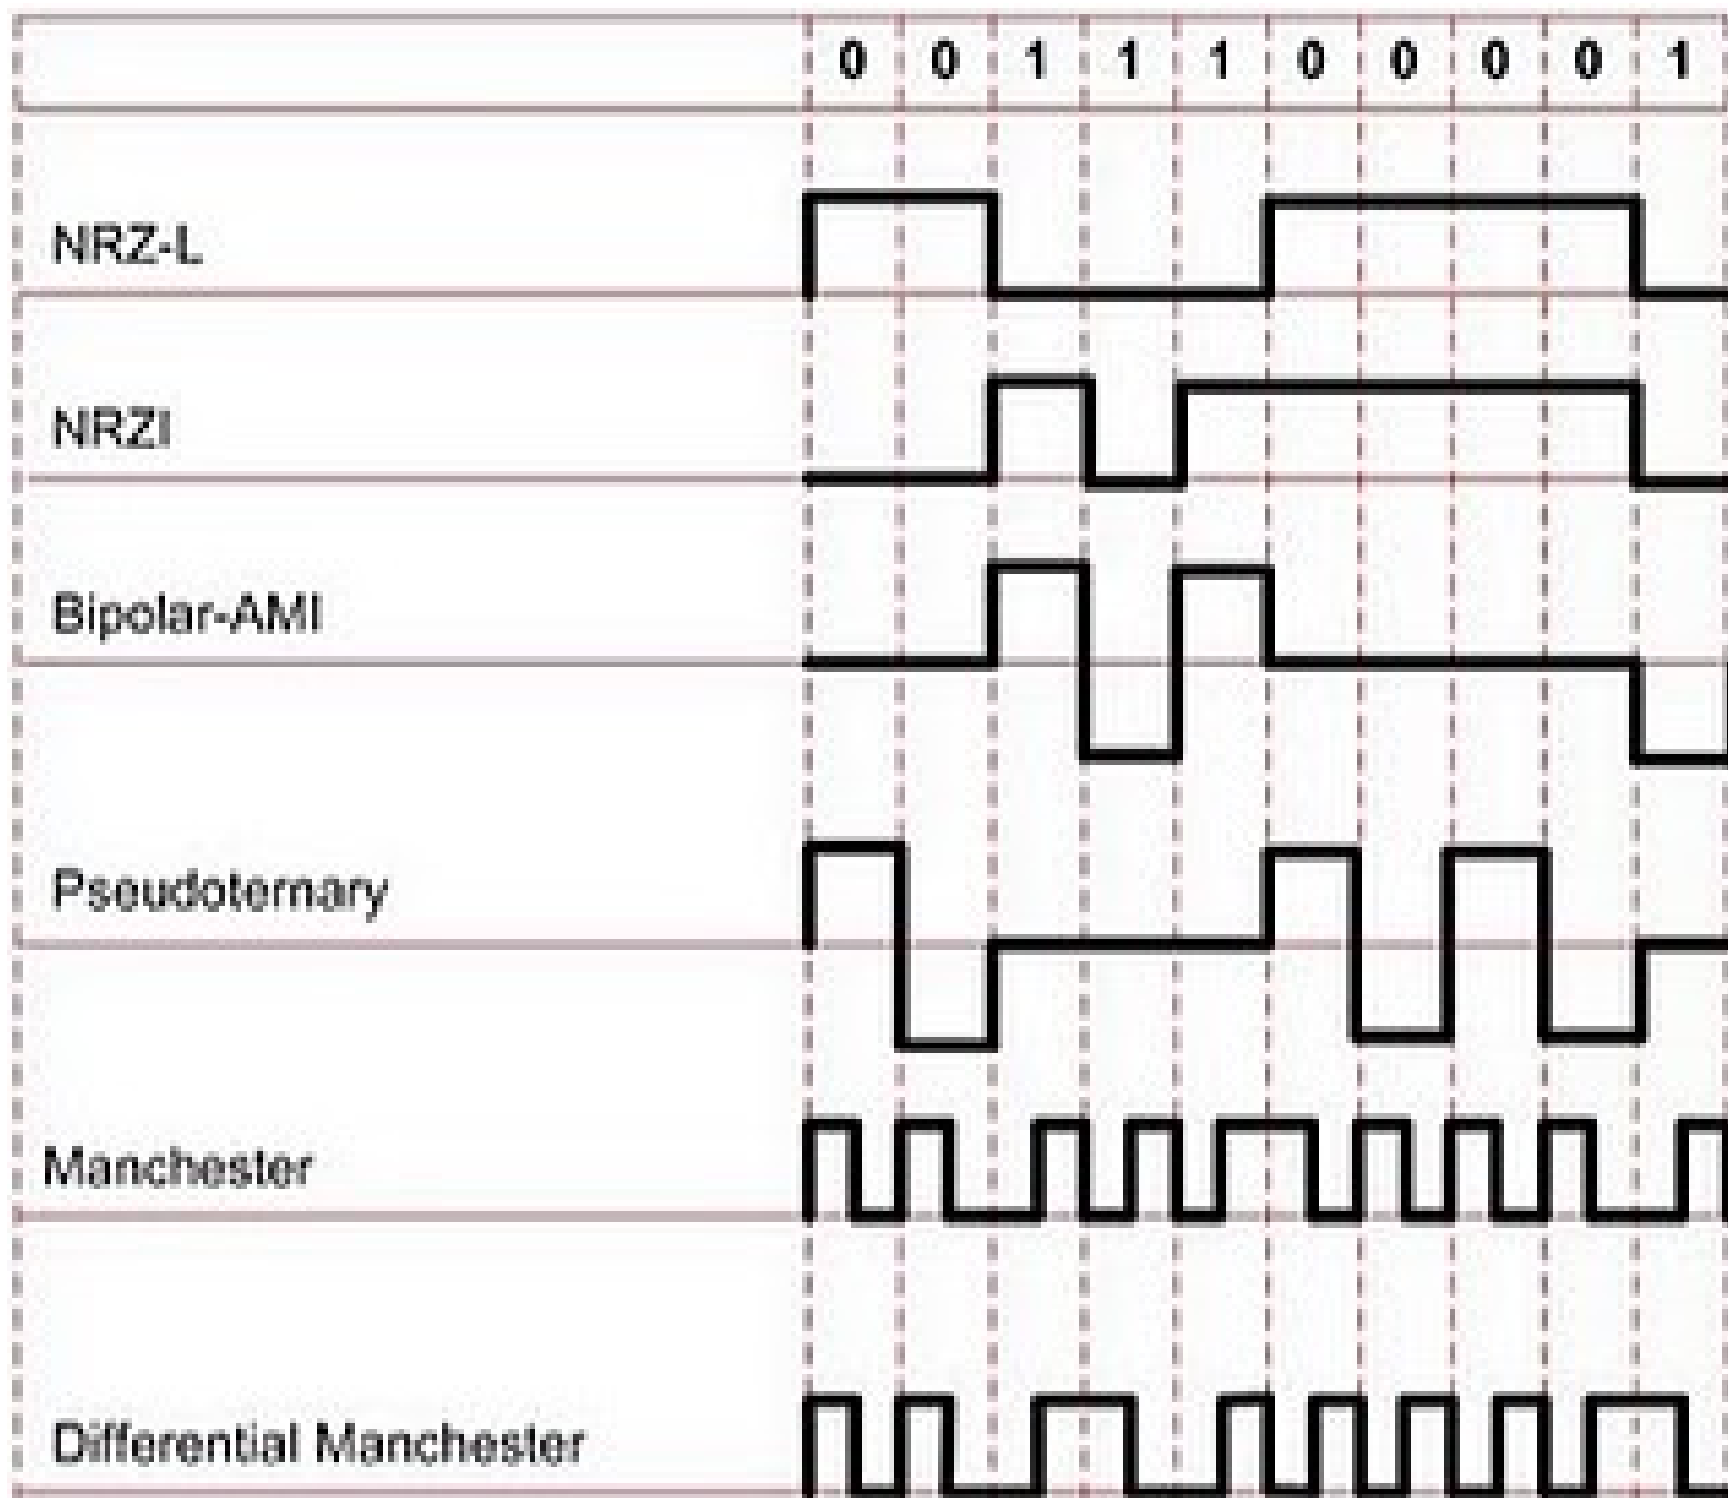 0 0 1 1 1 0 0 0 0 1
NRZ-L
NRZI
Bipolar-AMI
Pseudoternary
Manchester
Differential Manchester